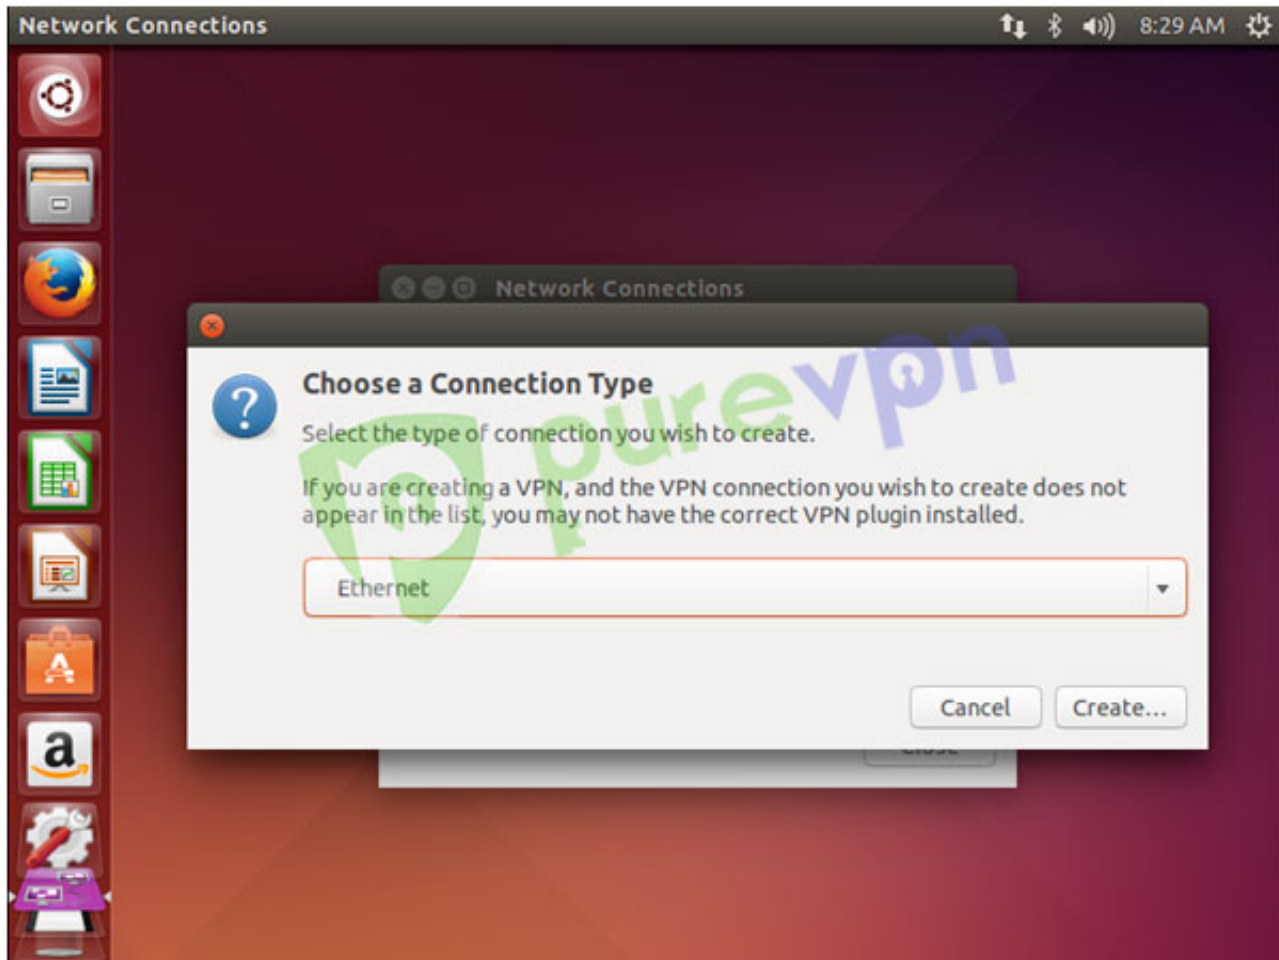 Network Connections
8:29 AM
Network Connections
purevpn
Choose a Connection Type
Select the type of connection you wish to create.
If you are creating a VPN, and the VPN connection you wish to create does not
appear in the list, you may not have the correct VPN plugin installed.
Ethernet
Cancel
Create...
Close
a